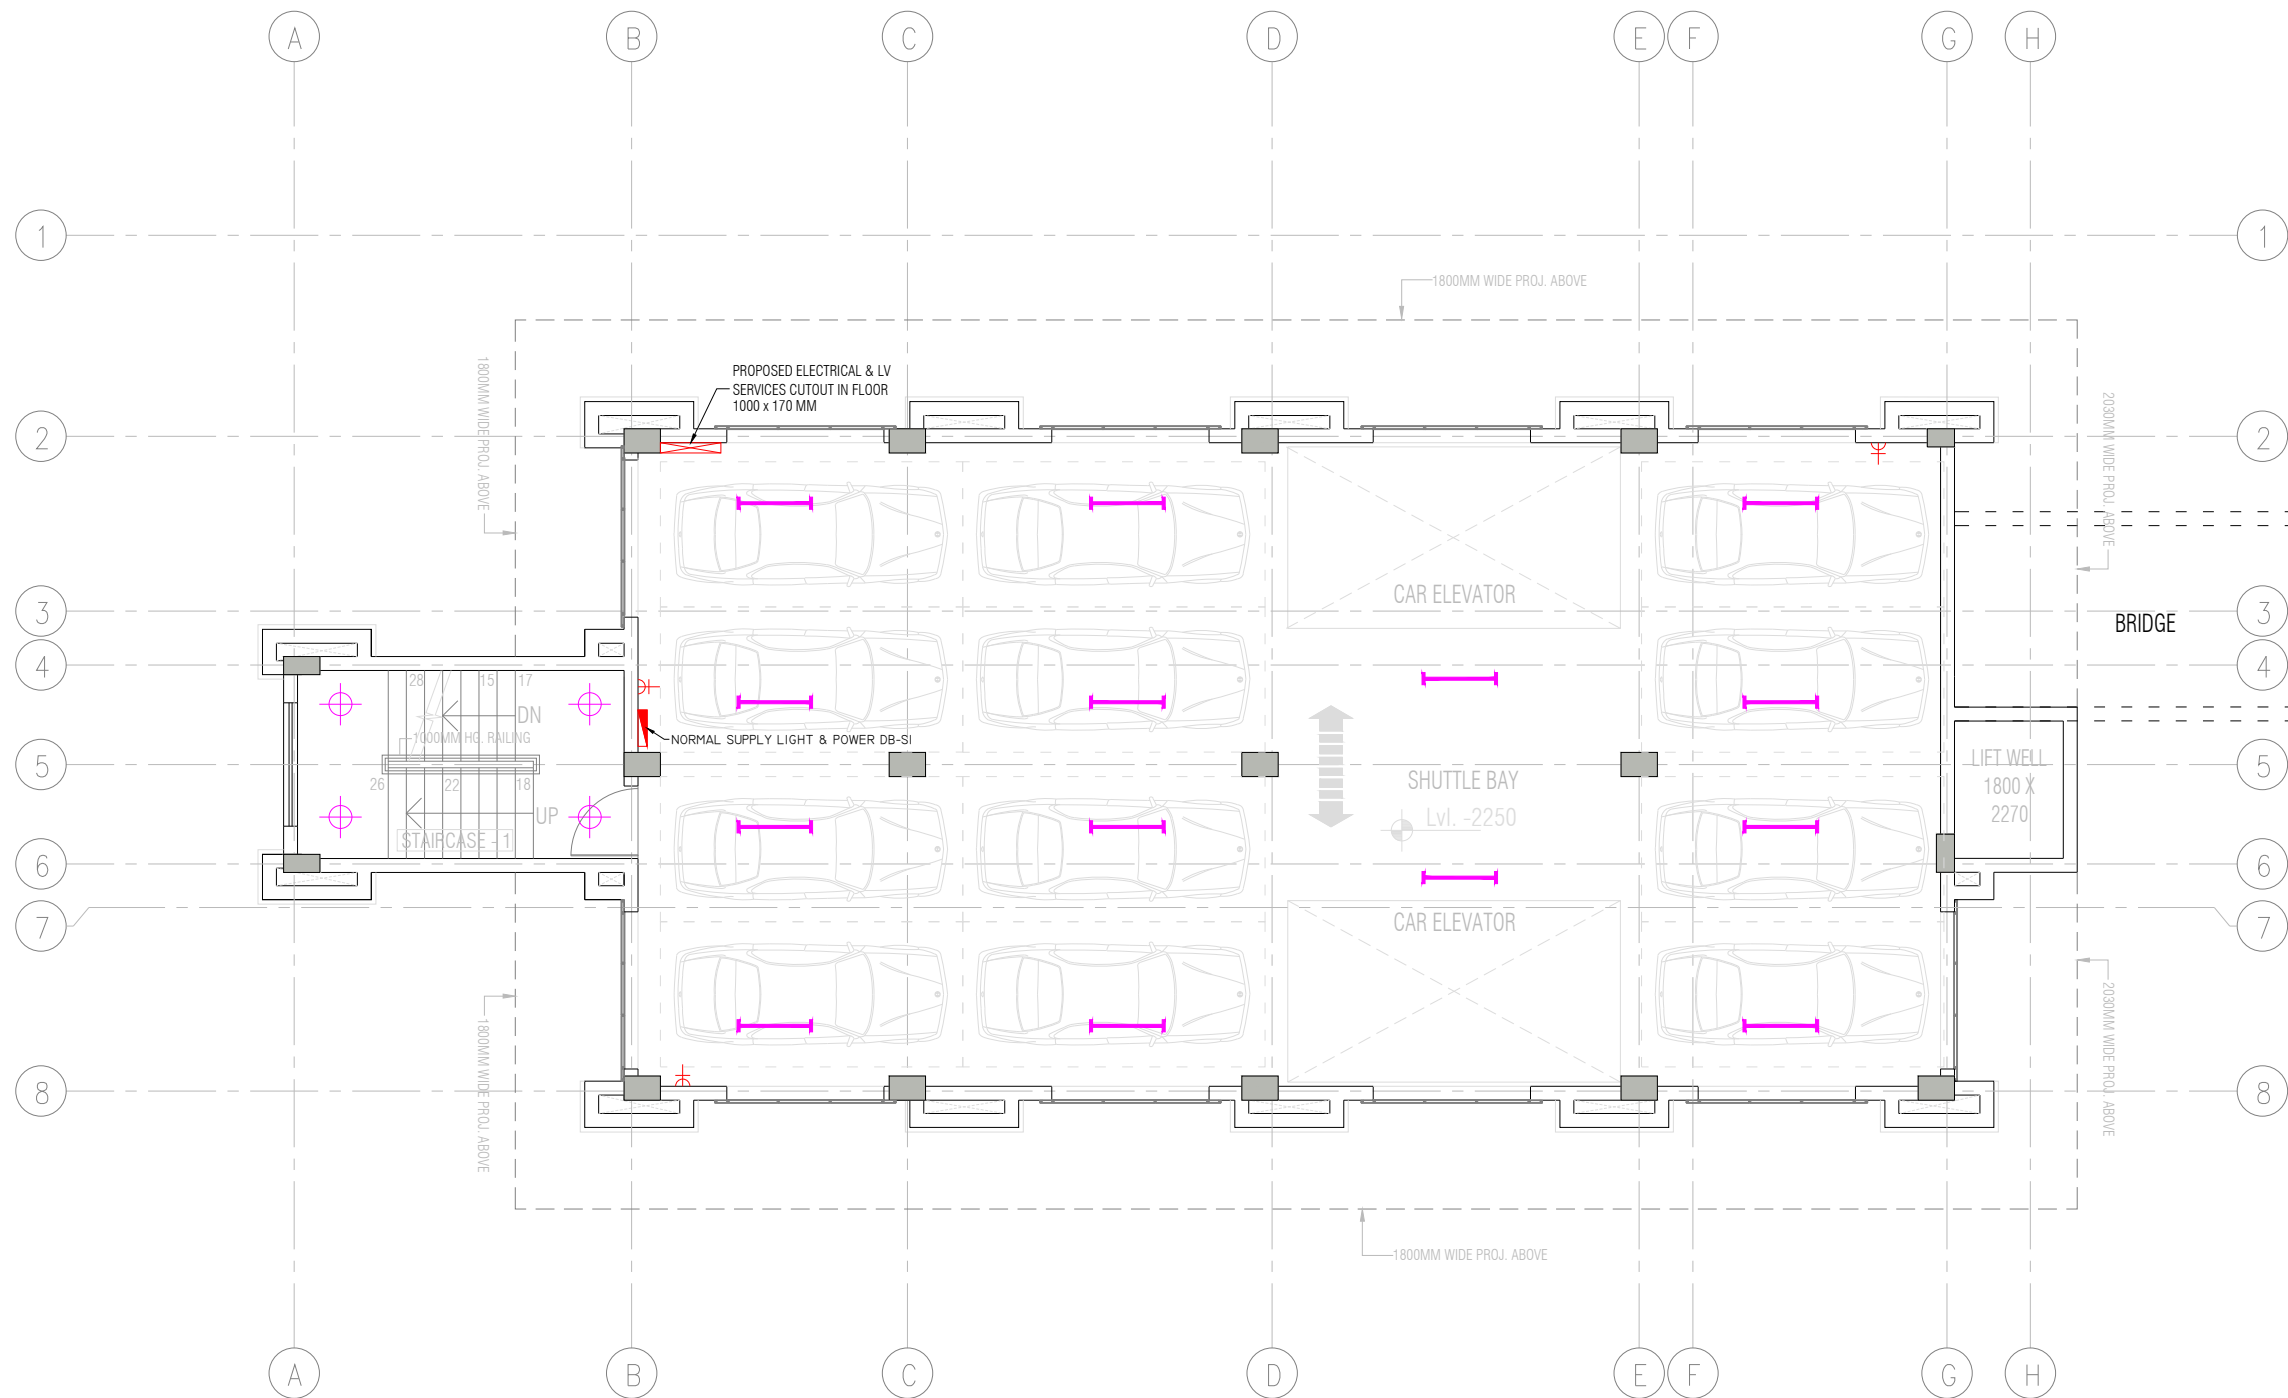 A B C D E F G H
1 1
1800MM WIDE PROJ. ABOVE
1800MM WIDE PROJ. ABOVE
PROPOSED ELECTRICAL & LV
SERVICES CUTOUT IN FLOOR
1000 x 170 MM
2030MM WIDE PROJ. ABOVE
2 2
CAR ELEVATOR
3 3
BRIDGE
4 4
28 15 17
DN
1000MM HG. RAILING
NORMAL SUPPLY LIGHT & POWER DB-SI
5 5
LIFT WELL
1800 X
2270
SHUTTLE BAY
Lvl. -2250
26 22 18
UP
STAIRCASE - 1
6 6
CAR ELEVATOR
7 7
1800MM WIDE PROJ. ABOVE
2030MM WIDE PROJ. ABOVE
8 8
1800MM WIDE PROJ. ABOVE
A B C D E F G H